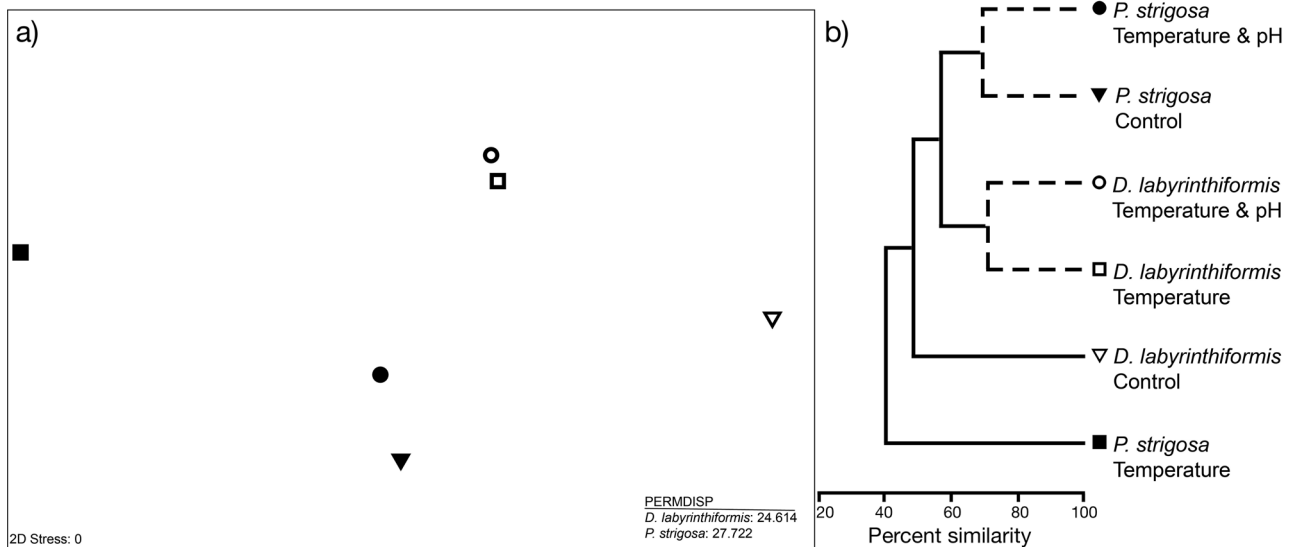 a)
PERMDISP
D. labyrinthiformis: 24.614
P. strigosa: 27.722
2D Stress: 0
b)
P. strigosa
Temperature & pH
P. strigosa
Control
D. labyrinthiformis
Temperature & pH
D. labyrinthiformis
Temperature
D. labyrinthiformis
Control
P. strigosa
Temperature
20 40 60 80 100
Percent similarity